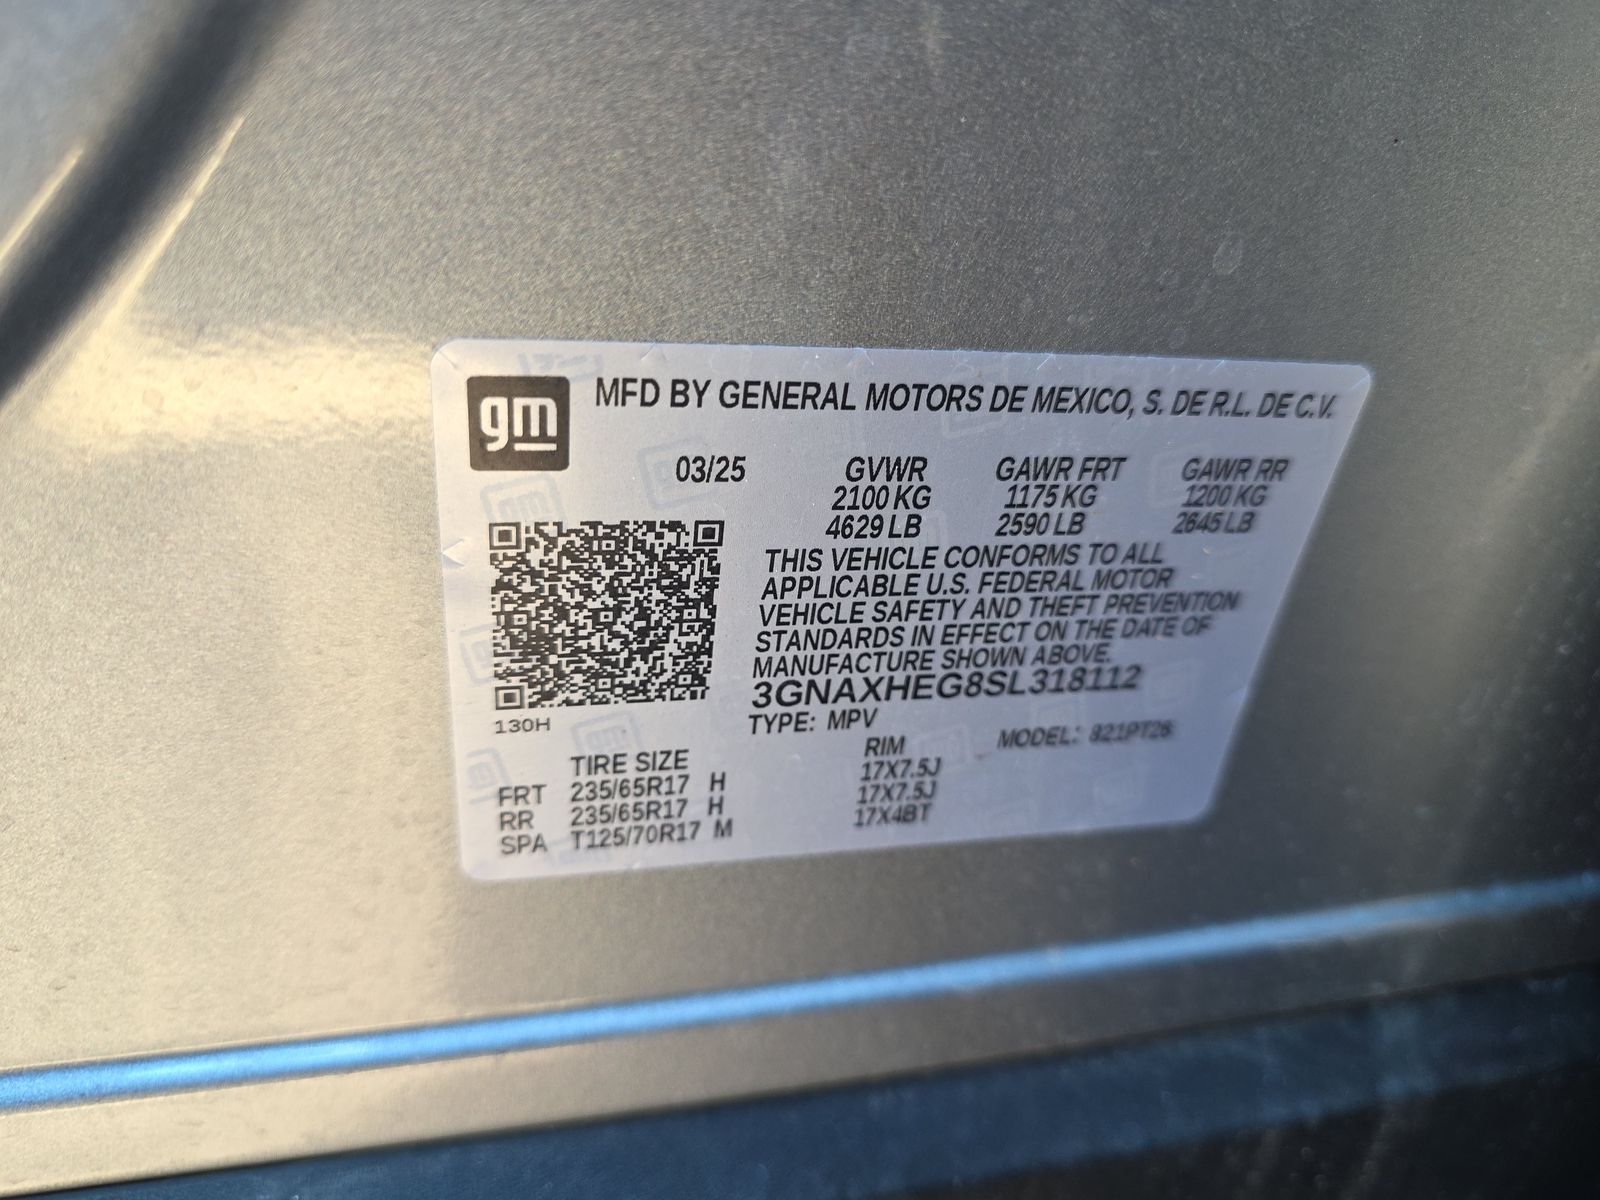 gm
MFD BY GENERAL MOTORS DE MEXICO, S. DE R.L. DE C.V.
03/25 GVWR GAWR FRT GAWR RR
2100 KG 1175 KG 1200 KG
4629 LB 2590 LB 2645 LB
THIS VEHICLE CONFORMS TO ALL
APPLICABLE U.S. FEDERAL MOTOR
VEHICLE SAFETY AND THEFT PREVENTION
STANDARDS IN EFFECT ON THE DATE OF
MANUFACTURE SHOWN ABOVE.
3GNAXHEG8SL318112
130H
TYPE: MPV
MODEL: 821PT26
TIRE SIZE RIM
FRT 235/65R17 H 17X7.5J
RR 235/65R17 H 17X7.5J
SPA T125/70R17 M 17X4BT